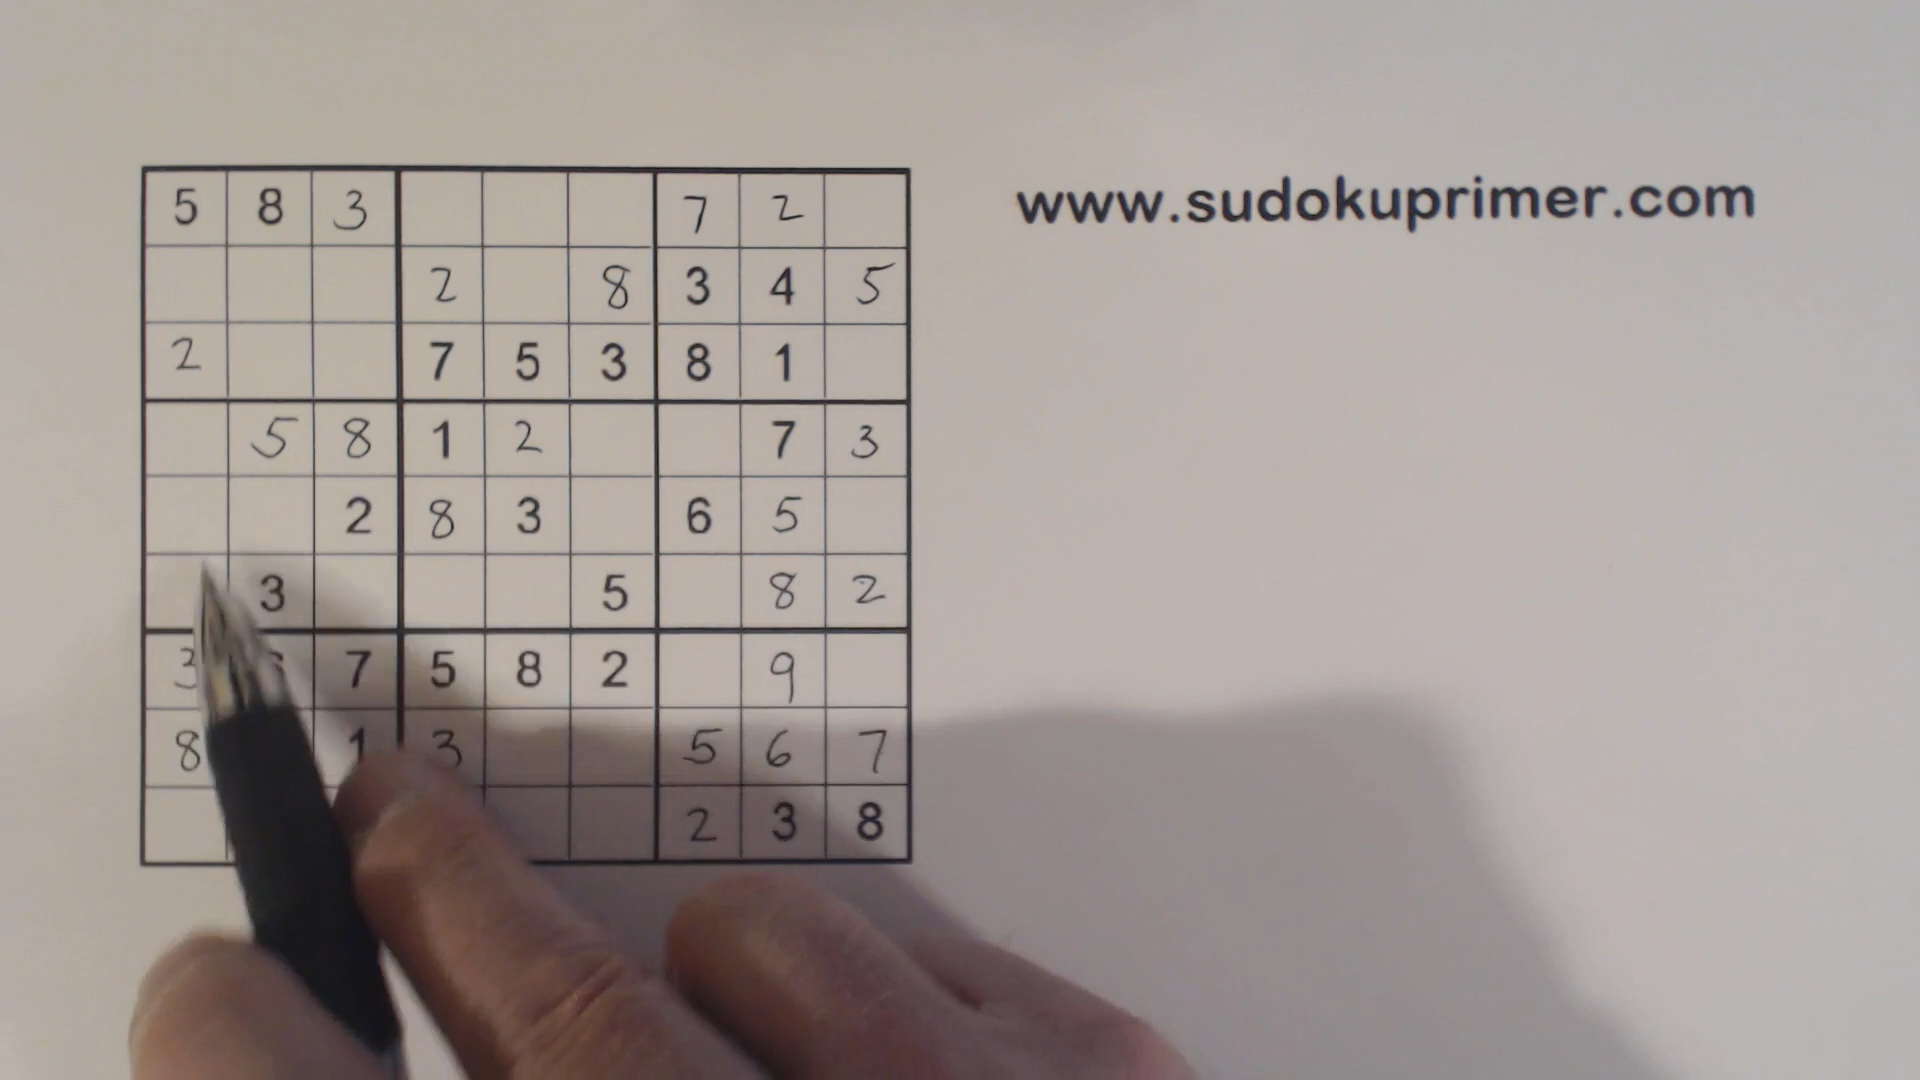 www.sudokuprimer.com
5 8 3 7 2
2 8 3 4 5
2 7 5 3 8 1
5 8 1 2 7 3
2 8 3 6 5
3 5 8 2
3 7 5 8 2 9
8 1 3 5 6 7
2 3 8